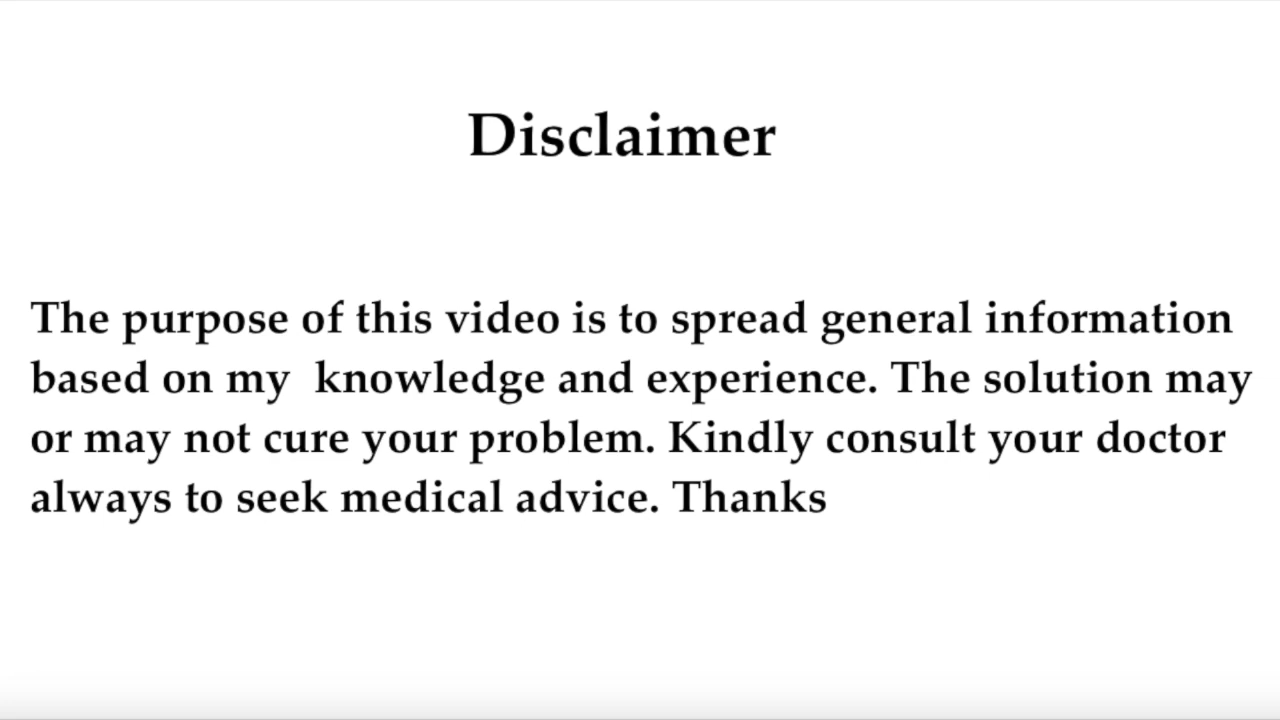 Disclaimer
The purpose of this video is to spread general information
based on my  knowledge and experience. The solution may
or may not cure your problem. Kindly consult your doctor
always to seek medical advice. Thanks